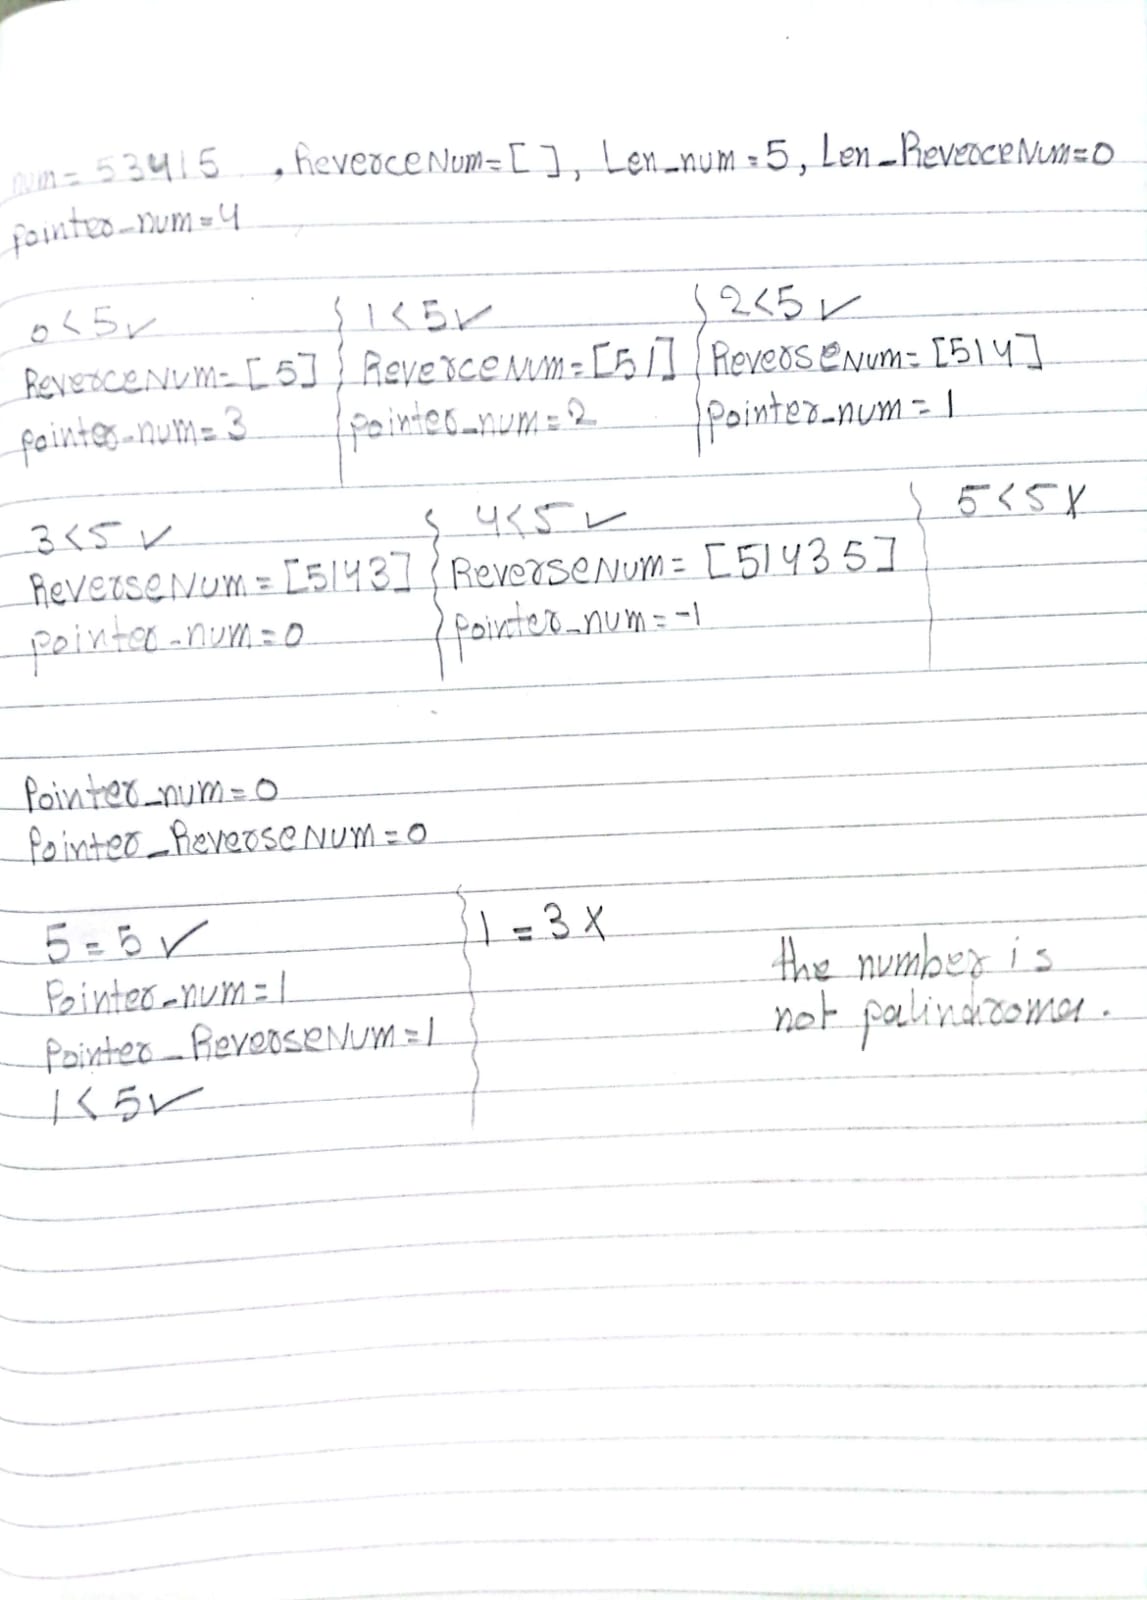 num = 53415 , ReverceNum=[ ], Len_num = 5, Len_ReverceNum=0
pointer_num=4
0<5✓
ReverceNum=[5]
pointer_num=3
1<5✓
ReverceNum=[51]
pointer_num=2
2<5✓
ReverseNum=[514]
pointer_num=1
3<5✓
ReverseNum=[5143]
pointer_num=0
4<5✓
ReverseNum=[51435]
pointer_num=-1
5<5 X
Pointer_num=0
Pointer_ReverseNum=0
5=5✓
Pointer_num=1
Pointer_ReverseNum=1
1<5✓
1=3 X
the number is
not palindrome.